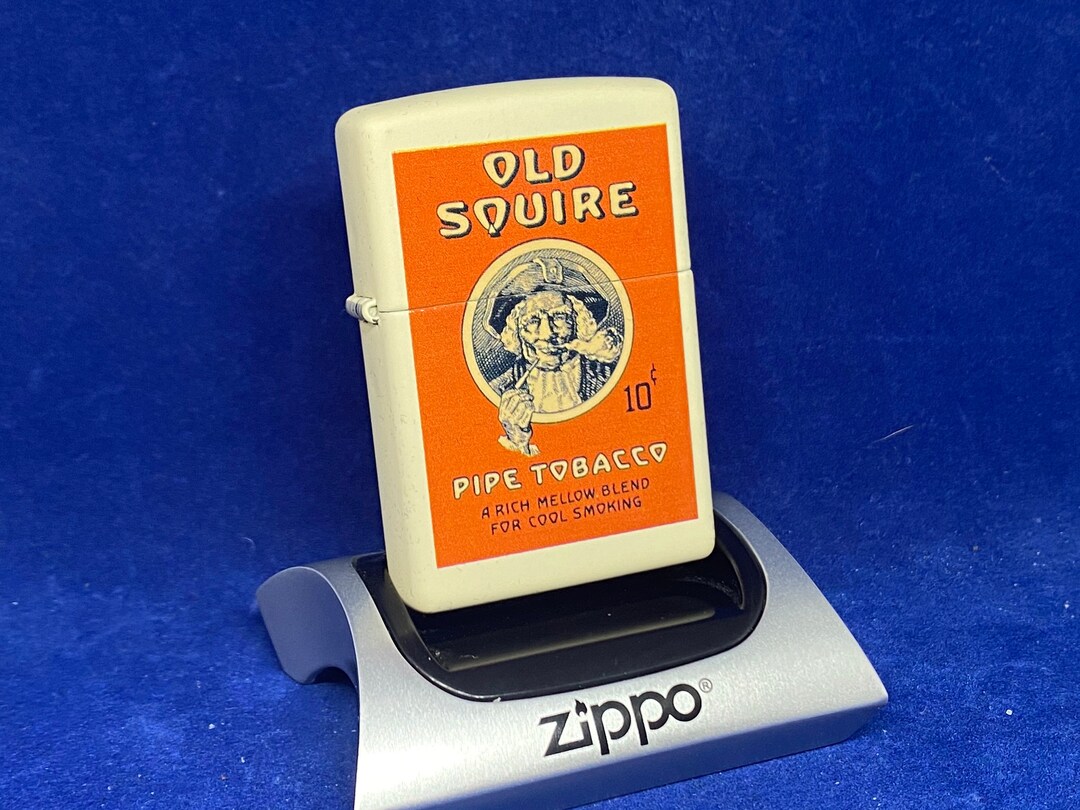 OLD
SQUIRE
10¢
PIPE TOBACCO
A RICH MELLOW BLEND
FOR COOL SMOKING
zippo®